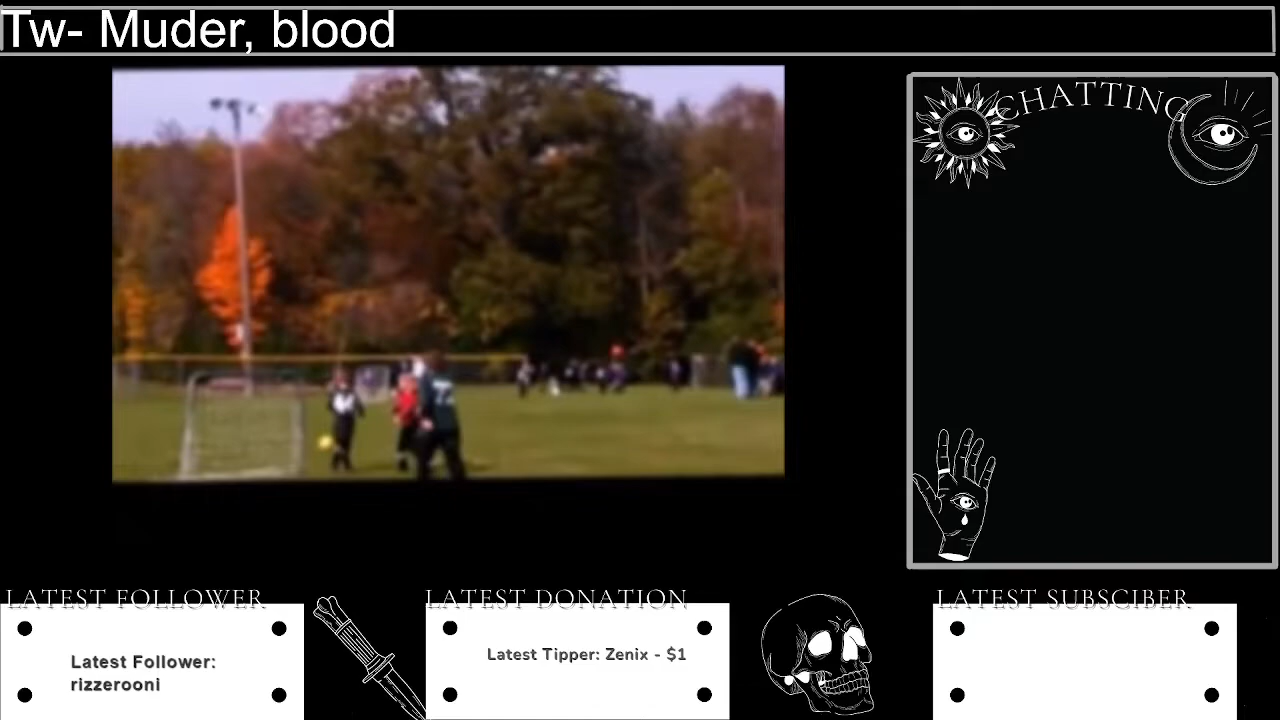 Tw- Muder, blood
CHATTING
LATEST FOLLOWER
LATEST DONATION
LATEST SUBSCIBER
Latest Follower:
rizzerooni
Latest Tipper: Zenix - $1